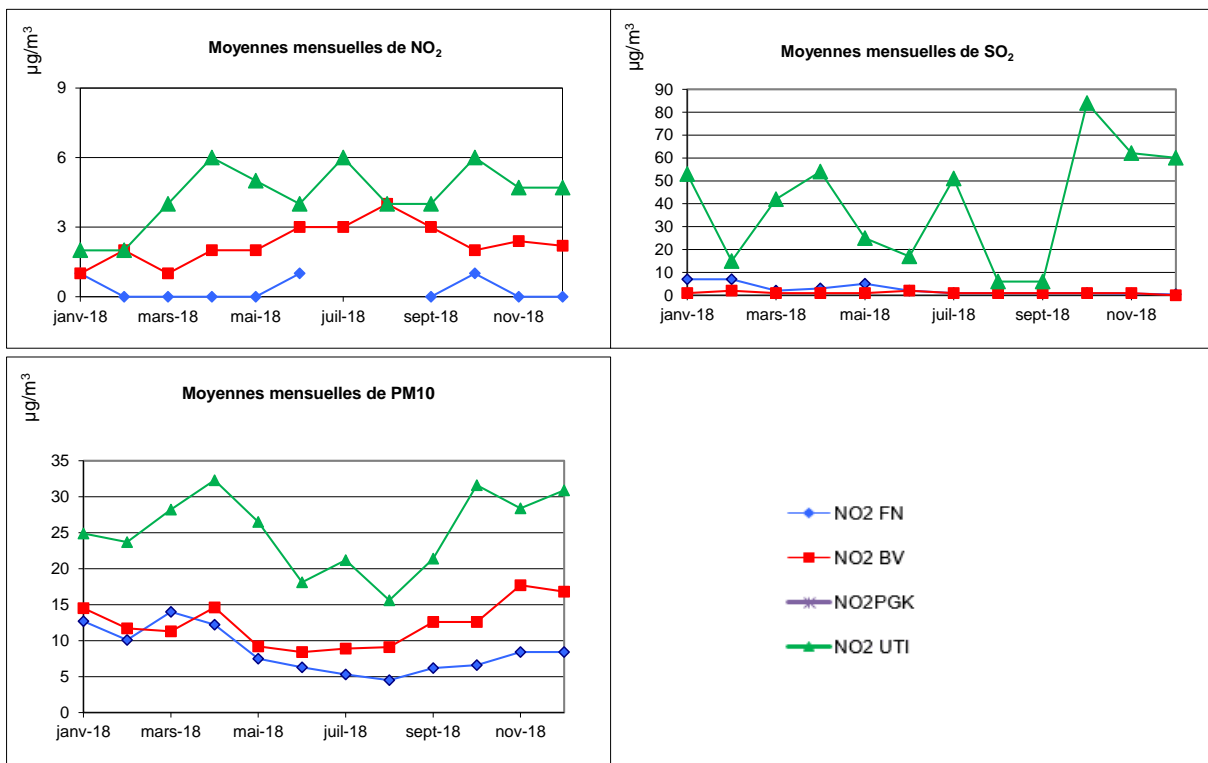 µg/m³
Moyennes mensuelles de NO₂
9
6
3
0
janv-18 mars-18 mai-18 juil-18 sept-18 nov-18
µg/m³
Moyennes mensuelles de SO₂
90
80
70
60
50
40
30
20
10
0
janv-18 mars-18 mai-18 juil-18 sept-18 nov-18
µg/m³
Moyennes mensuelles de PM10
35
30
25
20
15
10
5
0
janv-18 mars-18 mai-18 juil-18 sept-18 nov-18
NO2 FN
NO2 BV
NO2PGK
NO2 UTI